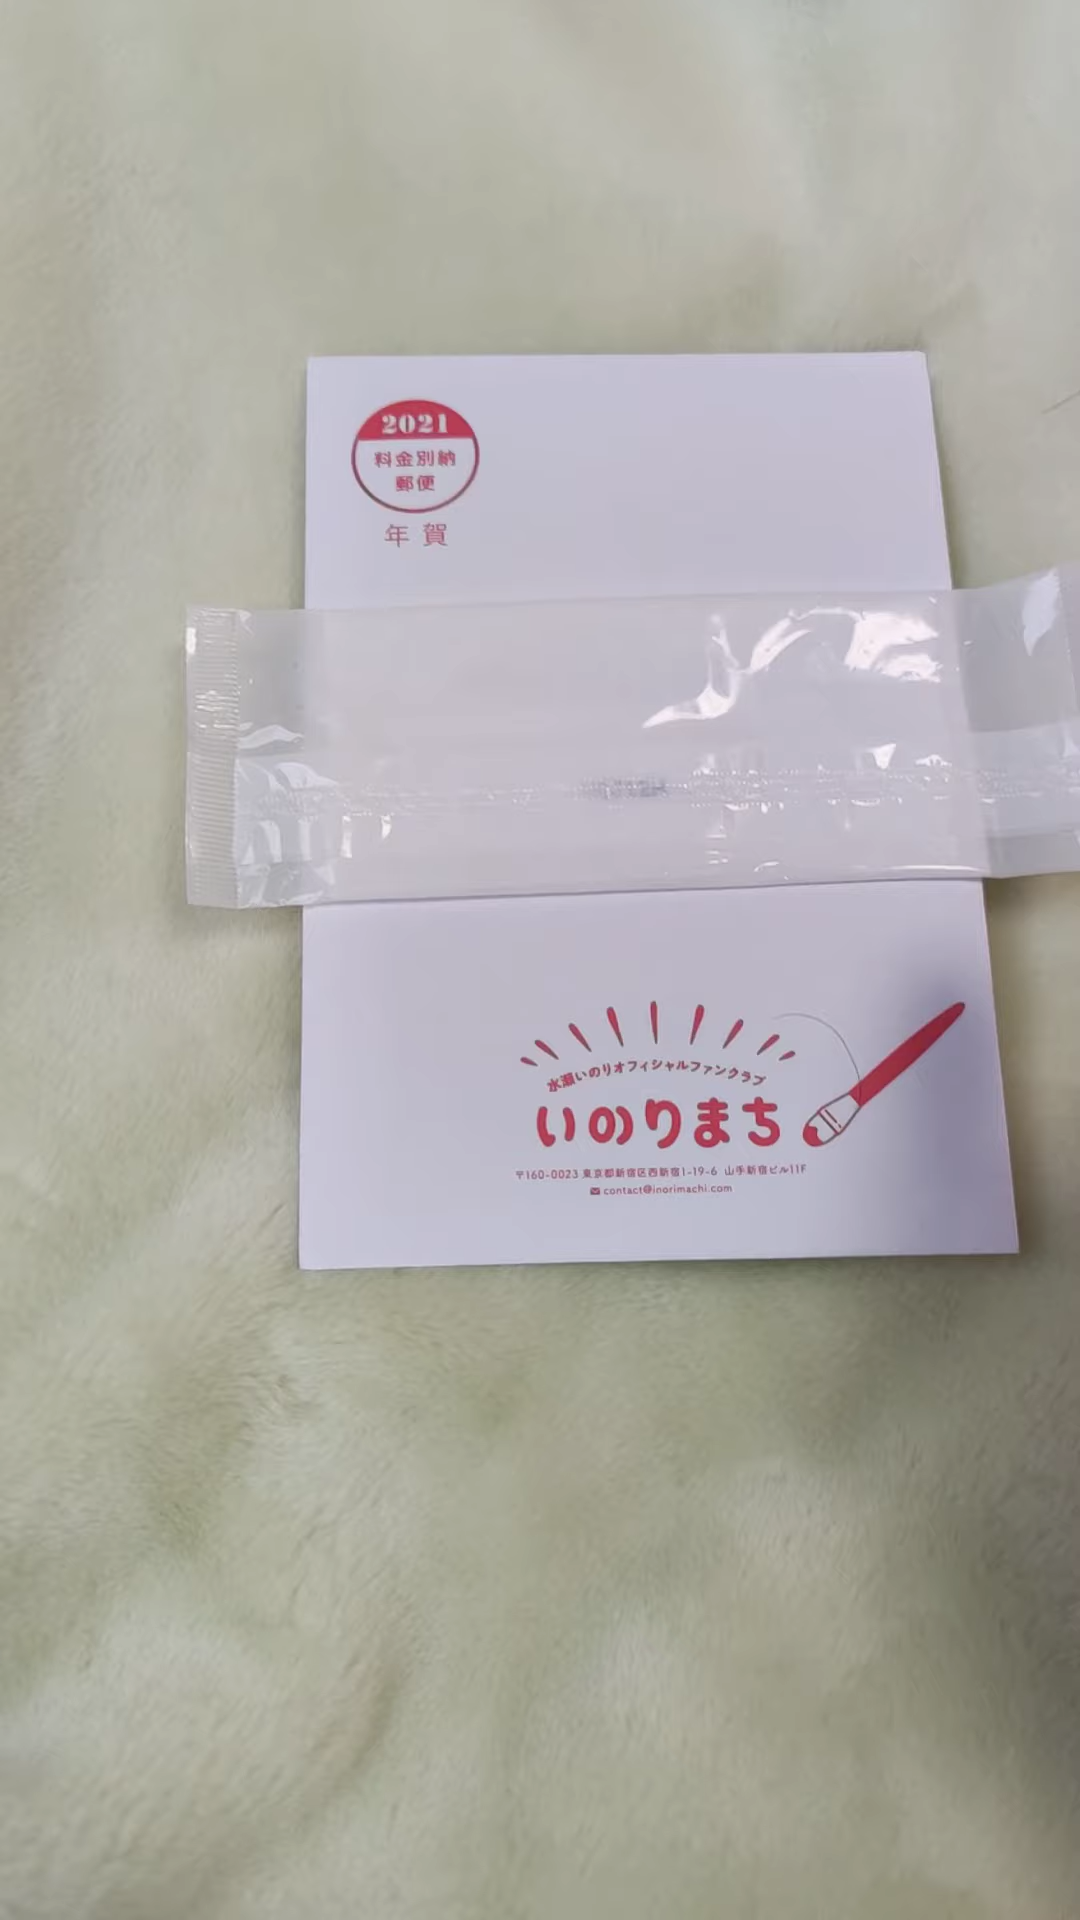 2021
料金別納
郵便
年賀
水瀬いのりオフィシャルファンクラブ
いのりまち
〒160-0023 東京都新宿区西新宿1-19-6 山手新宿ビル11F
contact@inorimachi.com